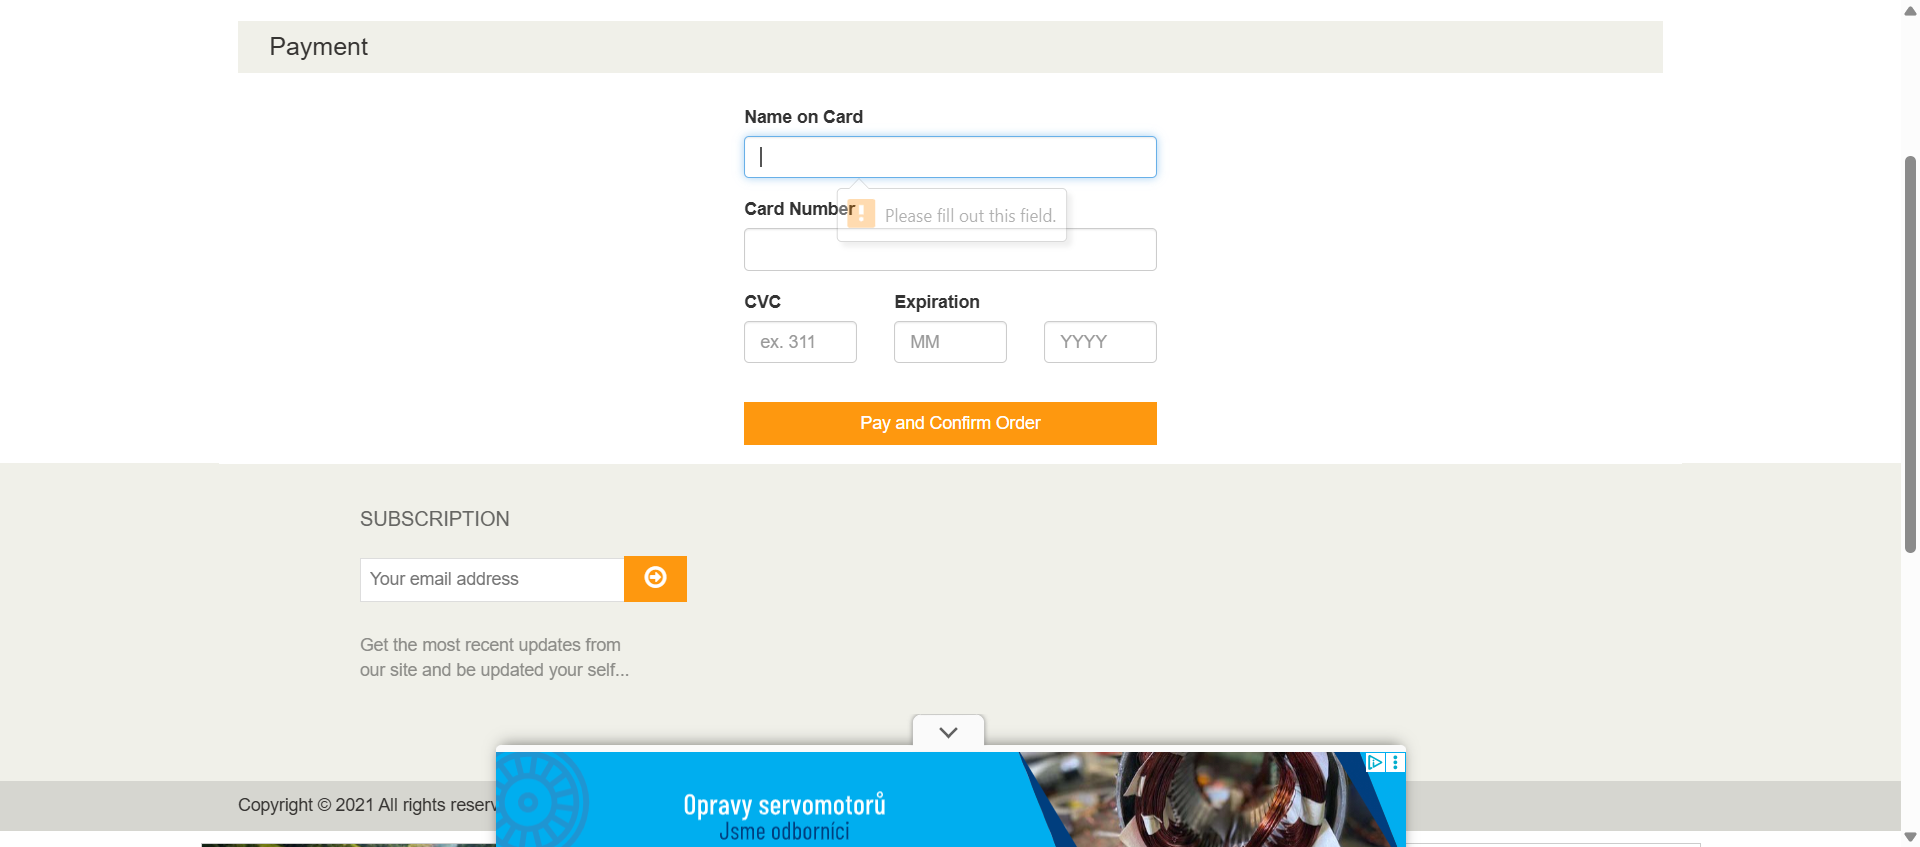 Payment
Name on Card
Please fill out this field.
Card Number
CVC
Expiration
ex. 311
MM
YYYY
Pay and Confirm Order
SUBSCRIPTION
Your email address
Get the most recent updates from
our site and be updated your self...
Copyright © 2021 All rights reserv
Opravy servomotorů
Jsme odborníci